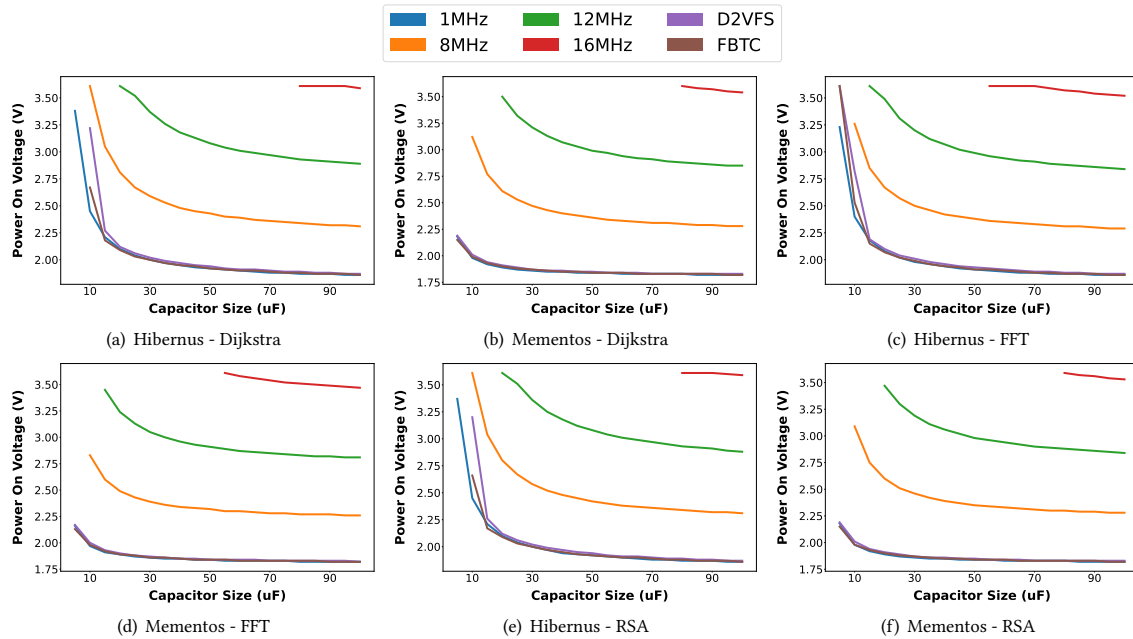 1MHz 12MHz D2VFS
8MHz 16MHz FBTC
Power On Voltage (V)
3.50
3.25
3.00
2.75
2.50
2.25
2.00
10 30 50 70 90
Capacitor Size (uF)
(a) Hibernus - Dijkstra
Power On Voltage (V)
3.50
3.25
3.00
2.75
2.50
2.25
2.00
1.75
10 30 50 70 90
Capacitor Size (uF)
(b) Mementos - Dijkstra
Power On Voltage (V)
3.50
3.25
3.00
2.75
2.50
2.25
2.00
10 30 50 70 90
Capacitor Size (uF)
(c) Hibernus - FFT
Power On Voltage (V)
3.50
3.25
3.00
2.75
2.50
2.25
2.00
1.75
10 30 50 70 90
Capacitor Size (uF)
(d) Mementos - FFT
Power On Voltage (V)
3.50
3.25
3.00
2.75
2.50
2.25
2.00
10 30 50 70 90
Capacitor Size (uF)
(e) Hibernus - RSA
Power On Voltage (V)
3.50
3.25
3.00
2.75
2.50
2.25
2.00
1.75
10 30 50 70 90
Capacitor Size (uF)
(f) Mementos - RSA